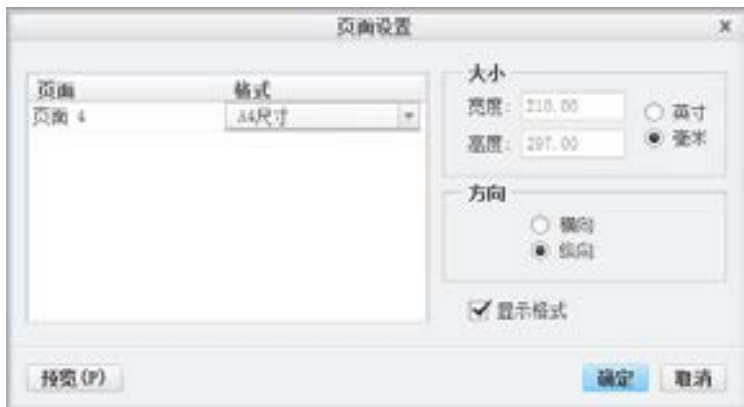 页面设置
页面 格式
页面 4 A4尺寸
大小
宽度: 210.00
高度: 297.00
英寸
毫米
方向
横向
纵向
显示格式
预览(P) 确定 取消